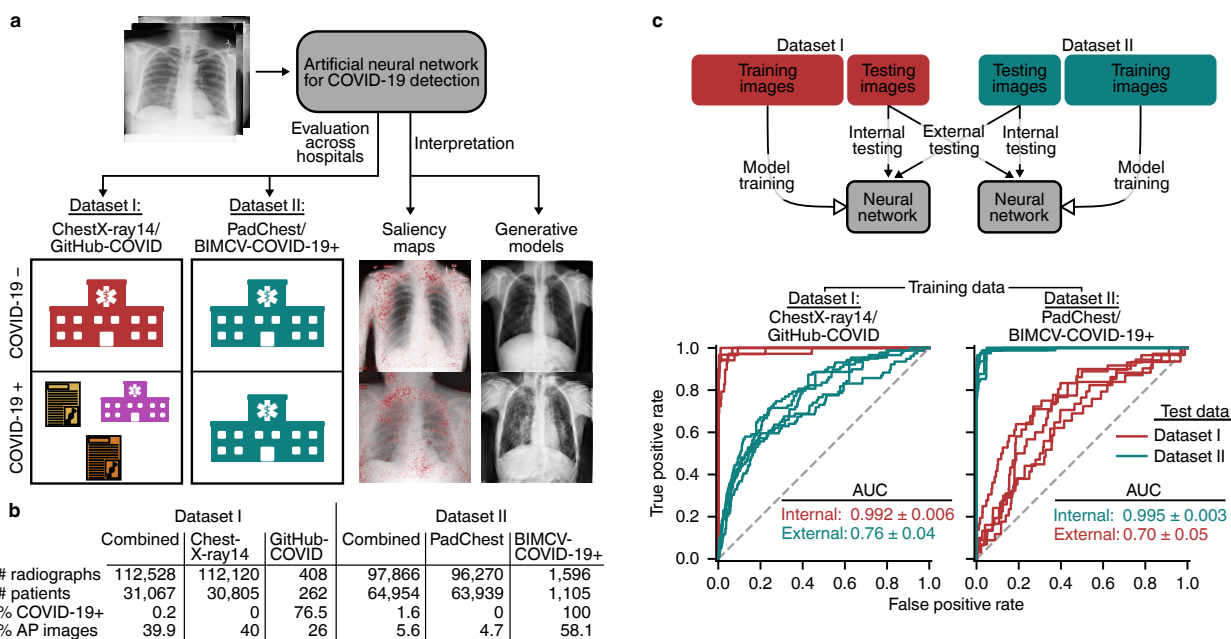 a
Artificial neural network
for COVID-19 detection
Evaluation
across
hospitals
Interpretation
Dataset I:
ChestX-ray14/
GitHub-COVID
Dataset II:
PadChest/
BIMCV-COVID-19+
Saliency
maps
Generative
models
COVID-19 –
COVID-19 +
b
Dataset I Dataset II
Combined Chest-X-ray14 GitHub-COVID Combined PadChest BIMCV-COVID-19+
# radiographs 112,528 112,120 408 97,866 96,270 1,596
# patients 31,067 30,805 262 64,954 63,939 1,105
% COVID-19+ 0.2 0 76.5 1.6 0 100
% AP images 39.9 40 26 5.6 4.7 58.1
c
Dataset I Dataset II
Training
images
Testing
images
Testing
images
Training
images
Internal
testing
External
testing
Internal
testing
Model
training
Model
training
Neural
network
Neural
network
Training data
Dataset I:
ChestX-ray14/
GitHub-COVID
Dataset II:
PadChest/
BIMCV-COVID-19+
True positive rate
1.0
0.8
0.6
0.4
0.2
0.0
AUC
Internal: 0.992 ± 0.006
External: 0.76 ± 0.04
0.0 0.2 0.4 0.6 0.8 1.0
Test data
Dataset I
Dataset II
AUC
Internal: 0.995 ± 0.003
External: 0.70 ± 0.05
0.0 0.2 0.4 0.6 0.8 1.0
False positive rate